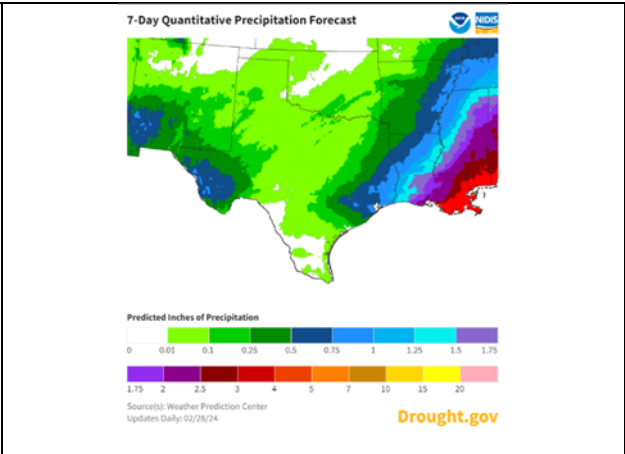 7-Day Quantitative Precipitation Forecast
NIDIS
Predicted Inches of Precipitation
0 0.01 0.1 0.25 0.5 0.75 1 1.25 1.5 1.75
1.75 2 2.5 3 4 5 7 10 15 20
Source(s): Weather Prediction Center
Updates Daily: 02/28/24
Drought.gov